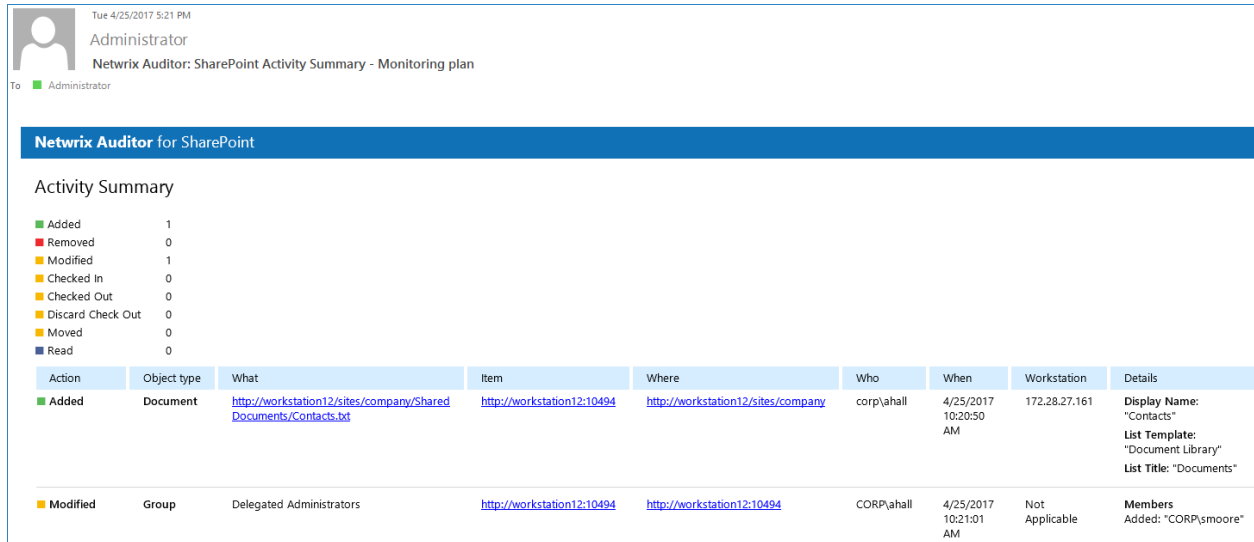 Tue 4/25/2017 5:21 PM
Administrator
Netwrix Auditor: SharePoint Activity Summary - Monitoring plan
To Administrator
Netwrix Auditor for SharePoint
Activity Summary
Added 1
Removed 0
Modified 1
Checked In 0
Checked Out 0
Discard Check Out 0
Moved 0
Read 0
Action Object type What Item Where Who When Workstation Details
Added Document http://workstation12/sites/company/Shared http://workstation12:10494 http://workstation12/sites/company corp\ahall 4/25/2017 172.28.27.161 Display Name:
Documents/Contacts.txt 10:20:50 "Contacts"
AM
List Template:
"Document Library"
List Title: "Documents"
Modified Group Delegated Administrators http://workstation12:10494 http://workstation12:10494 CORP\ahall 4/25/2017 Not Members
10:21:01 Applicable Added: "CORP\smoore"
AM